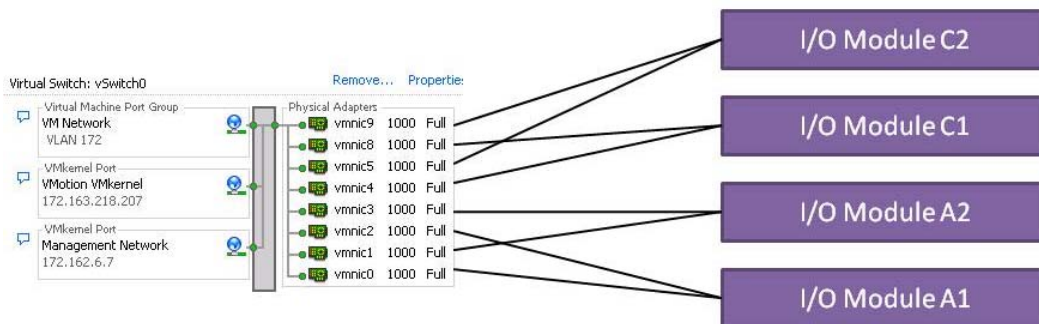 Virtual Switch: vSwitch0
Remove... Properties
Virtual Machine Port Group
VM Network
VLAN 172
VMkernel Port
VMotion VMkernel
172.163.218.207
VMkernel Port
Management Network
172.162.6.7
Physical Adapters
vmnic9 1000 Full
vmnic8 1000 Full
vmnic5 1000 Full
vmnic4 1000 Full
vmnic3 1000 Full
vmnic2 1000 Full
vmnic1 1000 Full
vmnic0 1000 Full
I/O Module C2
I/O Module C1
I/O Module A2
I/O Module A1